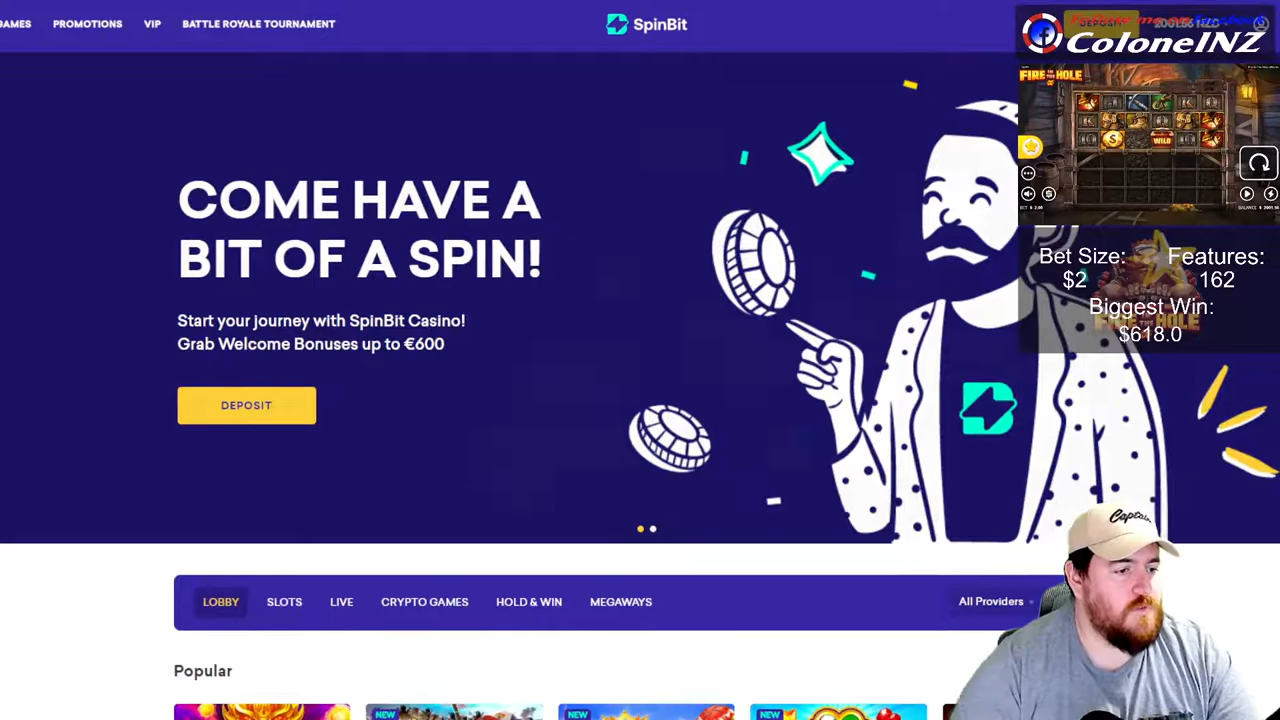 GAMES PROMOTIONS VIP BATTLE ROYALE TOURNAMENT
SpinBit
DEPOSIT
ColonelNZ
COME HAVE A
BIT OF A SPIN!
Start your journey with SpinBit Casino!
Grab Welcome Bonuses up to €600
DEPOSIT
FIRE IN THE HOLE
WILD
Bet Size:
$2
Features:
162
Biggest Win:
$618.0
Captain
LOBBY SLOTS LIVE CRYPTO GAMES HOLD & WIN MEGAWAYS
All Providers
Popular
NEW
NEW
NEW